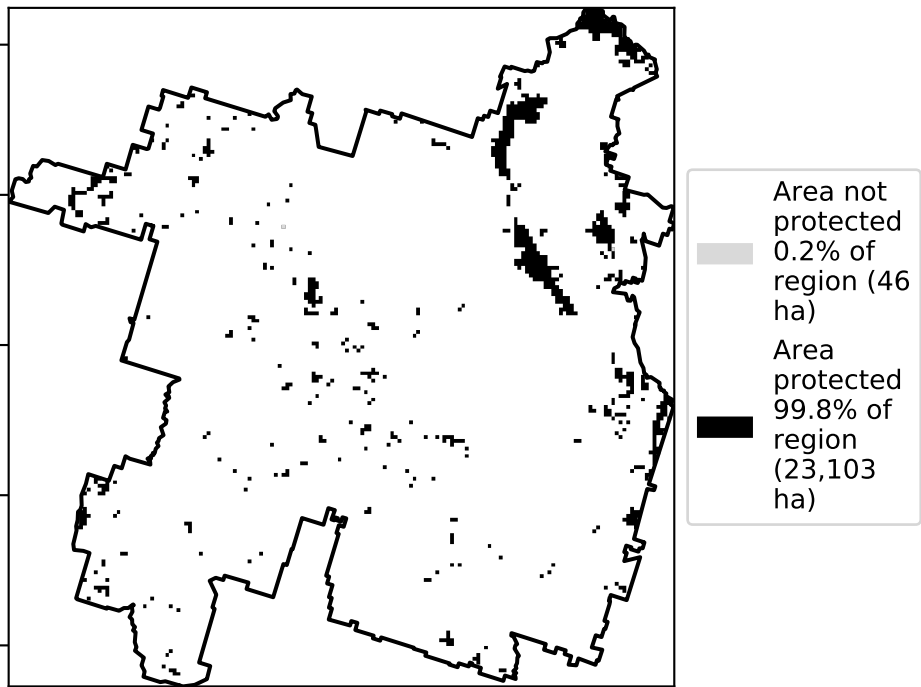 Area not
protected
0.2% of
region (46
ha)
Area
protected
99.8% of
region
(23,103
ha)